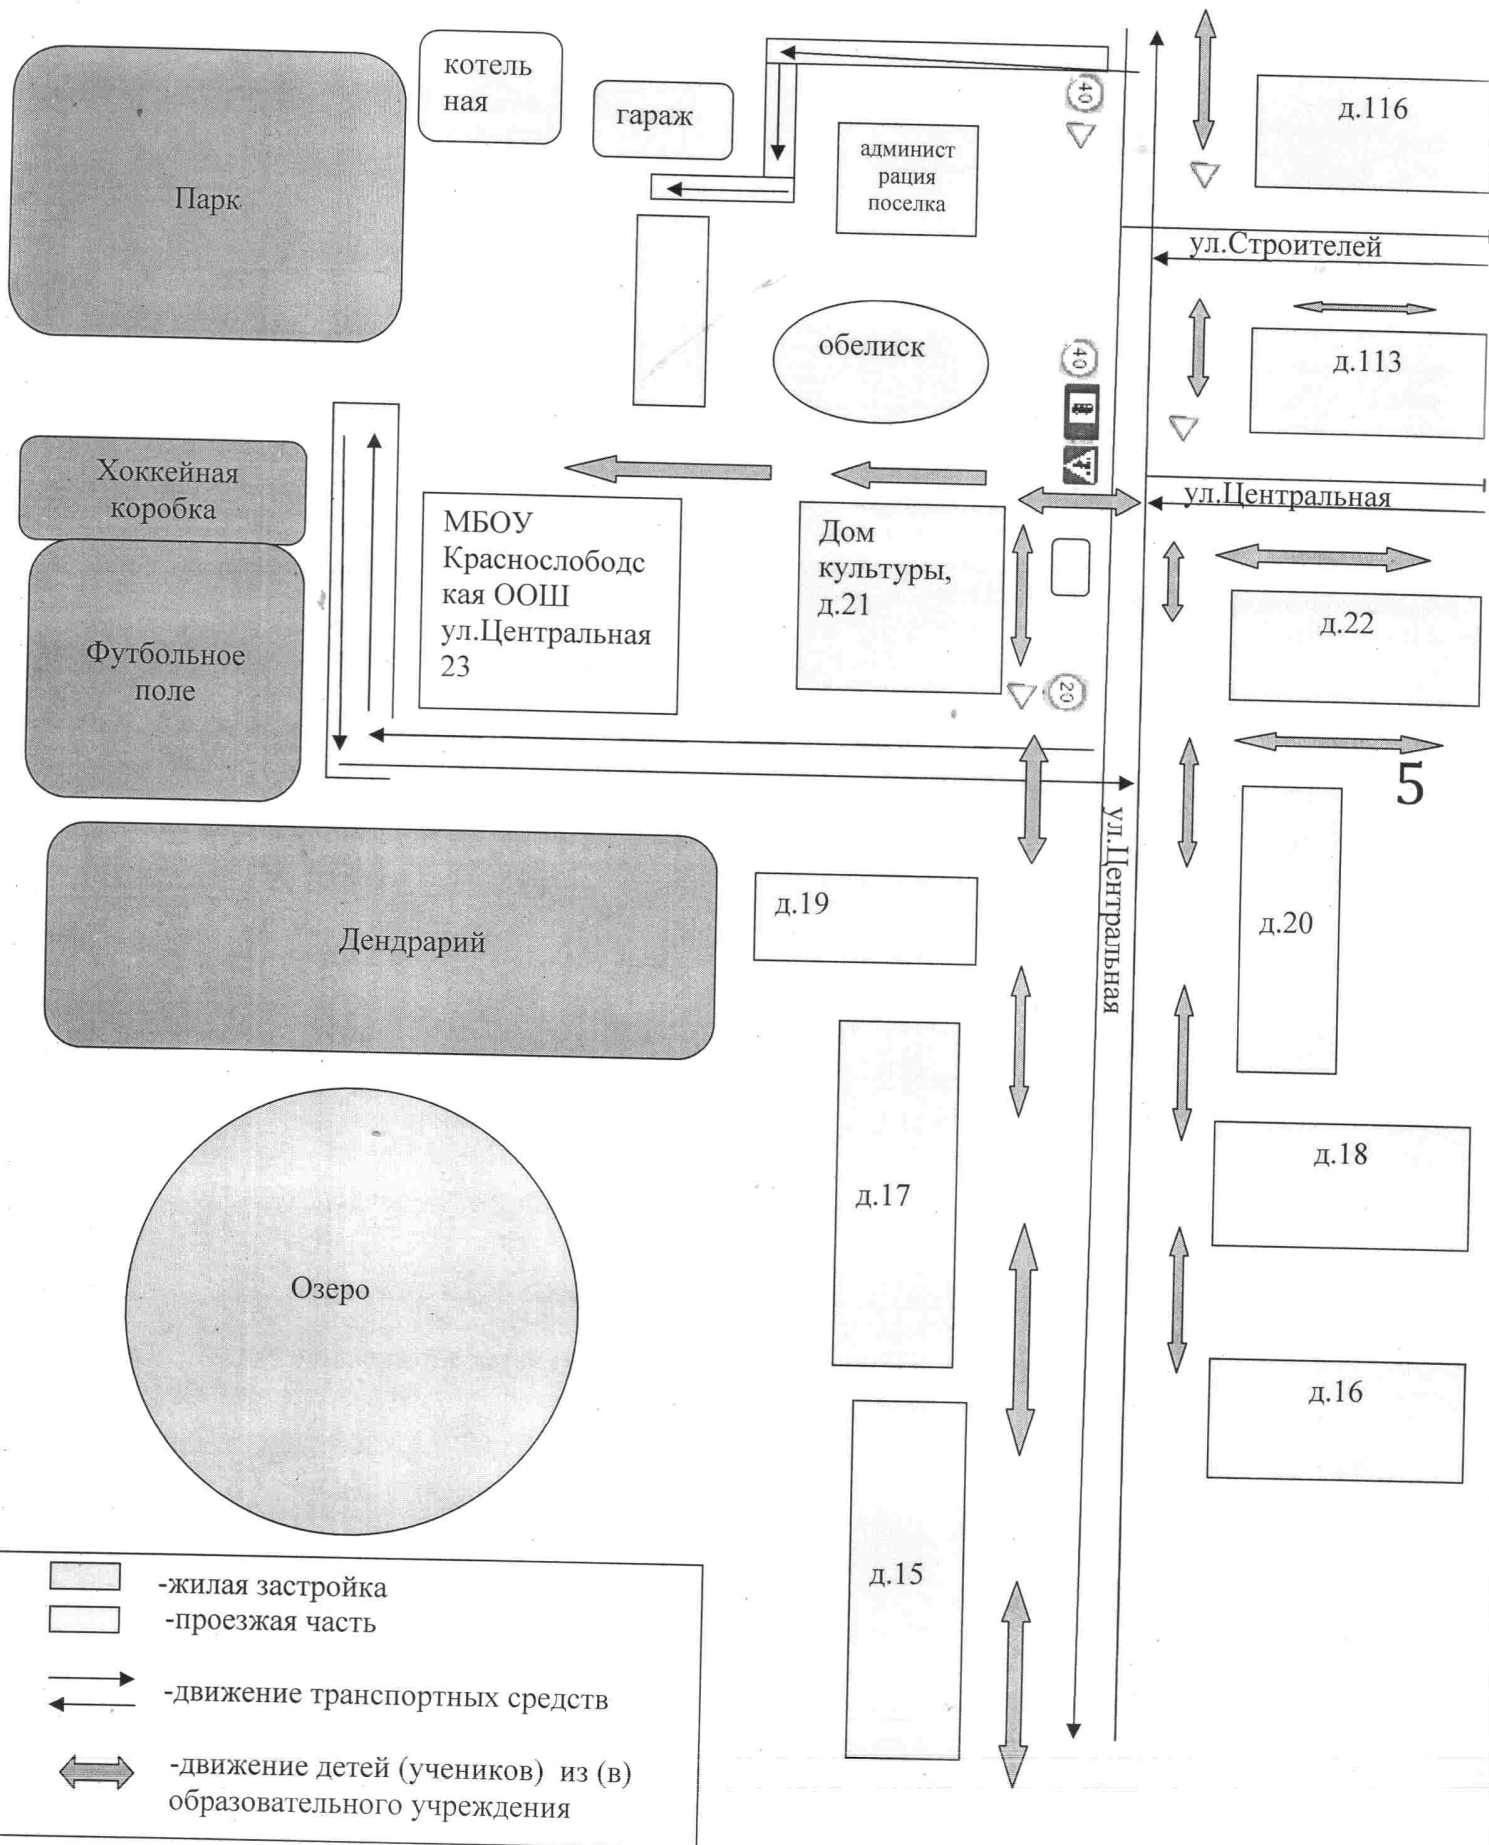 котель
ная
гараж
Парк
админист
рация
поселка
40
д.116
ул.Строителей
обелиск
40
д.113
Хоккейная
коробка
ул.Центральная
МБОУ
Краснослободс
кая ООШ
ул.Центральная
23
Дом
культуры,
д.21
д.22
Футбольное
поле
20
5
ул.Центральная
д.19
д.20
Дендрарий
д.17
д.18
Озеро
д.16
д.15
-жилая застройка
-проезжая часть
-движение транспортных средств
-движение детей (учеников) из (в)
образовательного учреждения